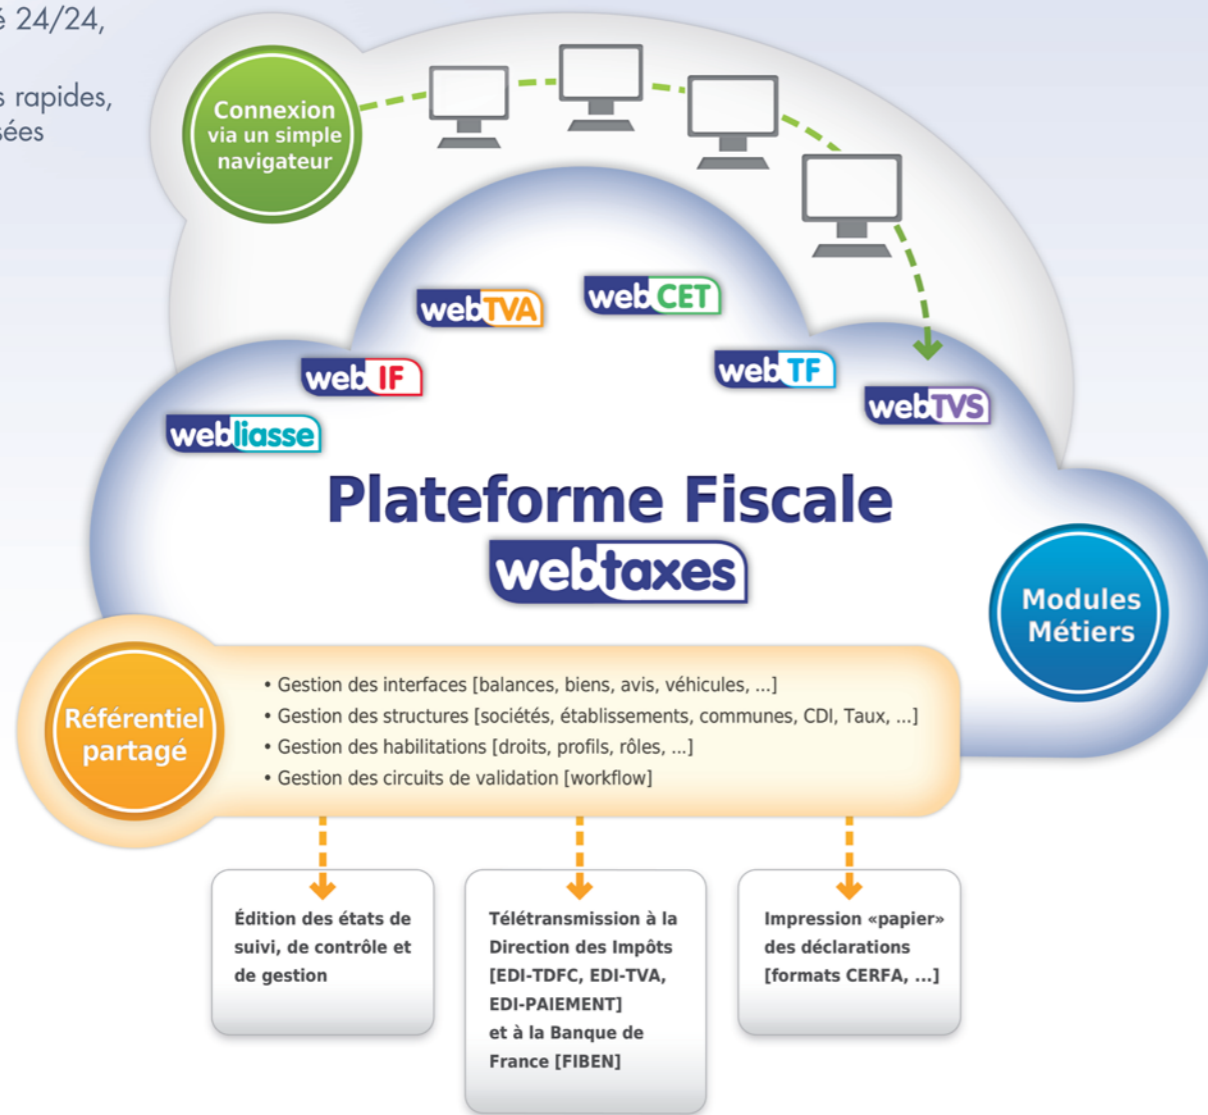 é 24/24,
s rapides,
sées
Connexion
via un simple
navigateur
webTVA
webCET
webIF
webTF
webTVS
webliasse
Plateforme Fiscale
webtaxes
Modules
Métiers
Référentiel
partagé
• Gestion des interfaces [balances, biens, avis, véhicules, ...]
• Gestion des structures [sociétés, établissements, communes, CDI, Taux, ...]
• Gestion des habilitations [droits, profils, rôles, ...]
• Gestion des circuits de validation [workflow]
Édition des états de
suivi, de contrôle et
de gestion
Télétransmission à la
Direction des Impôts
[EDI-TDFC, EDI-TVA,
EDI-PAIEMENT]
et à la Banque de
France [FIBEN]
Impression «papier»
des déclarations
[formats CERFA, ...]